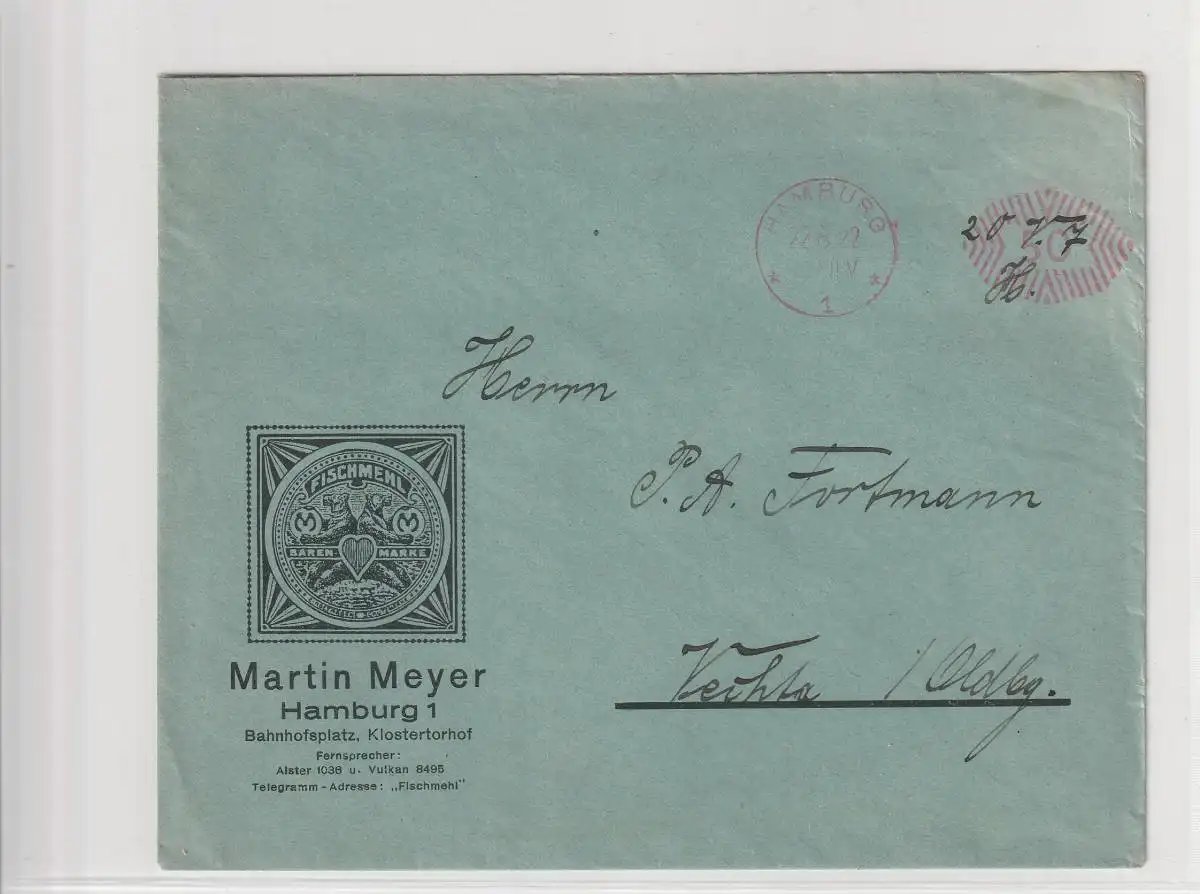 HAMBURG
1
20
H.
Herrn
P. A. Fortmann
Vechta i/Oldbg.
FISCHMEHL
M M
BÄREN MARKE
Martin Meyer
Hamburg 1
Bahnhofsplatz, Klostertorhof
Fernsprecher:
Alster 1036 u. Vulkan 8495
Telegramm-Adresse: „Fischmehl"